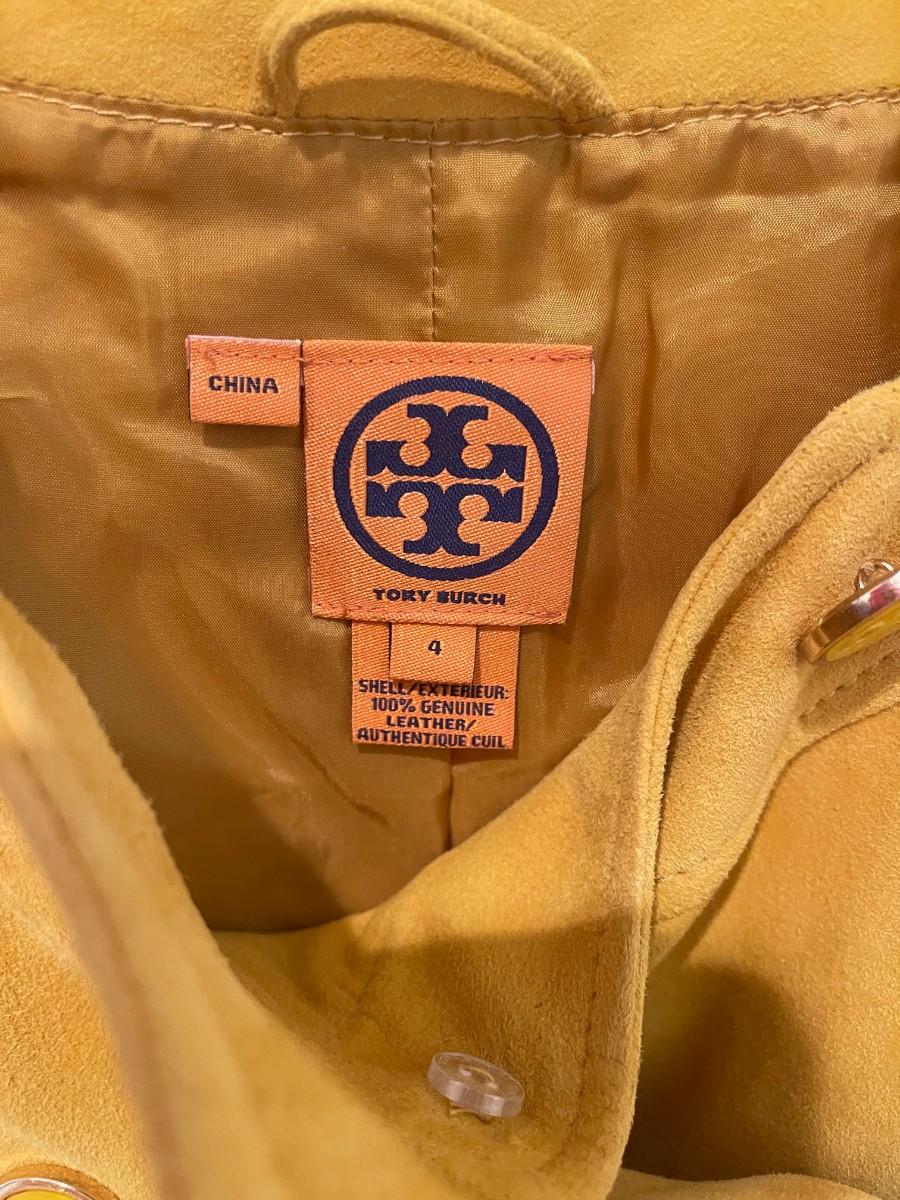 CHINA
TORY BURCH
4
SHELL/EXTERIEUR:
100% GENUINE
LEATHER/
AUTHENTIQUE CUIL